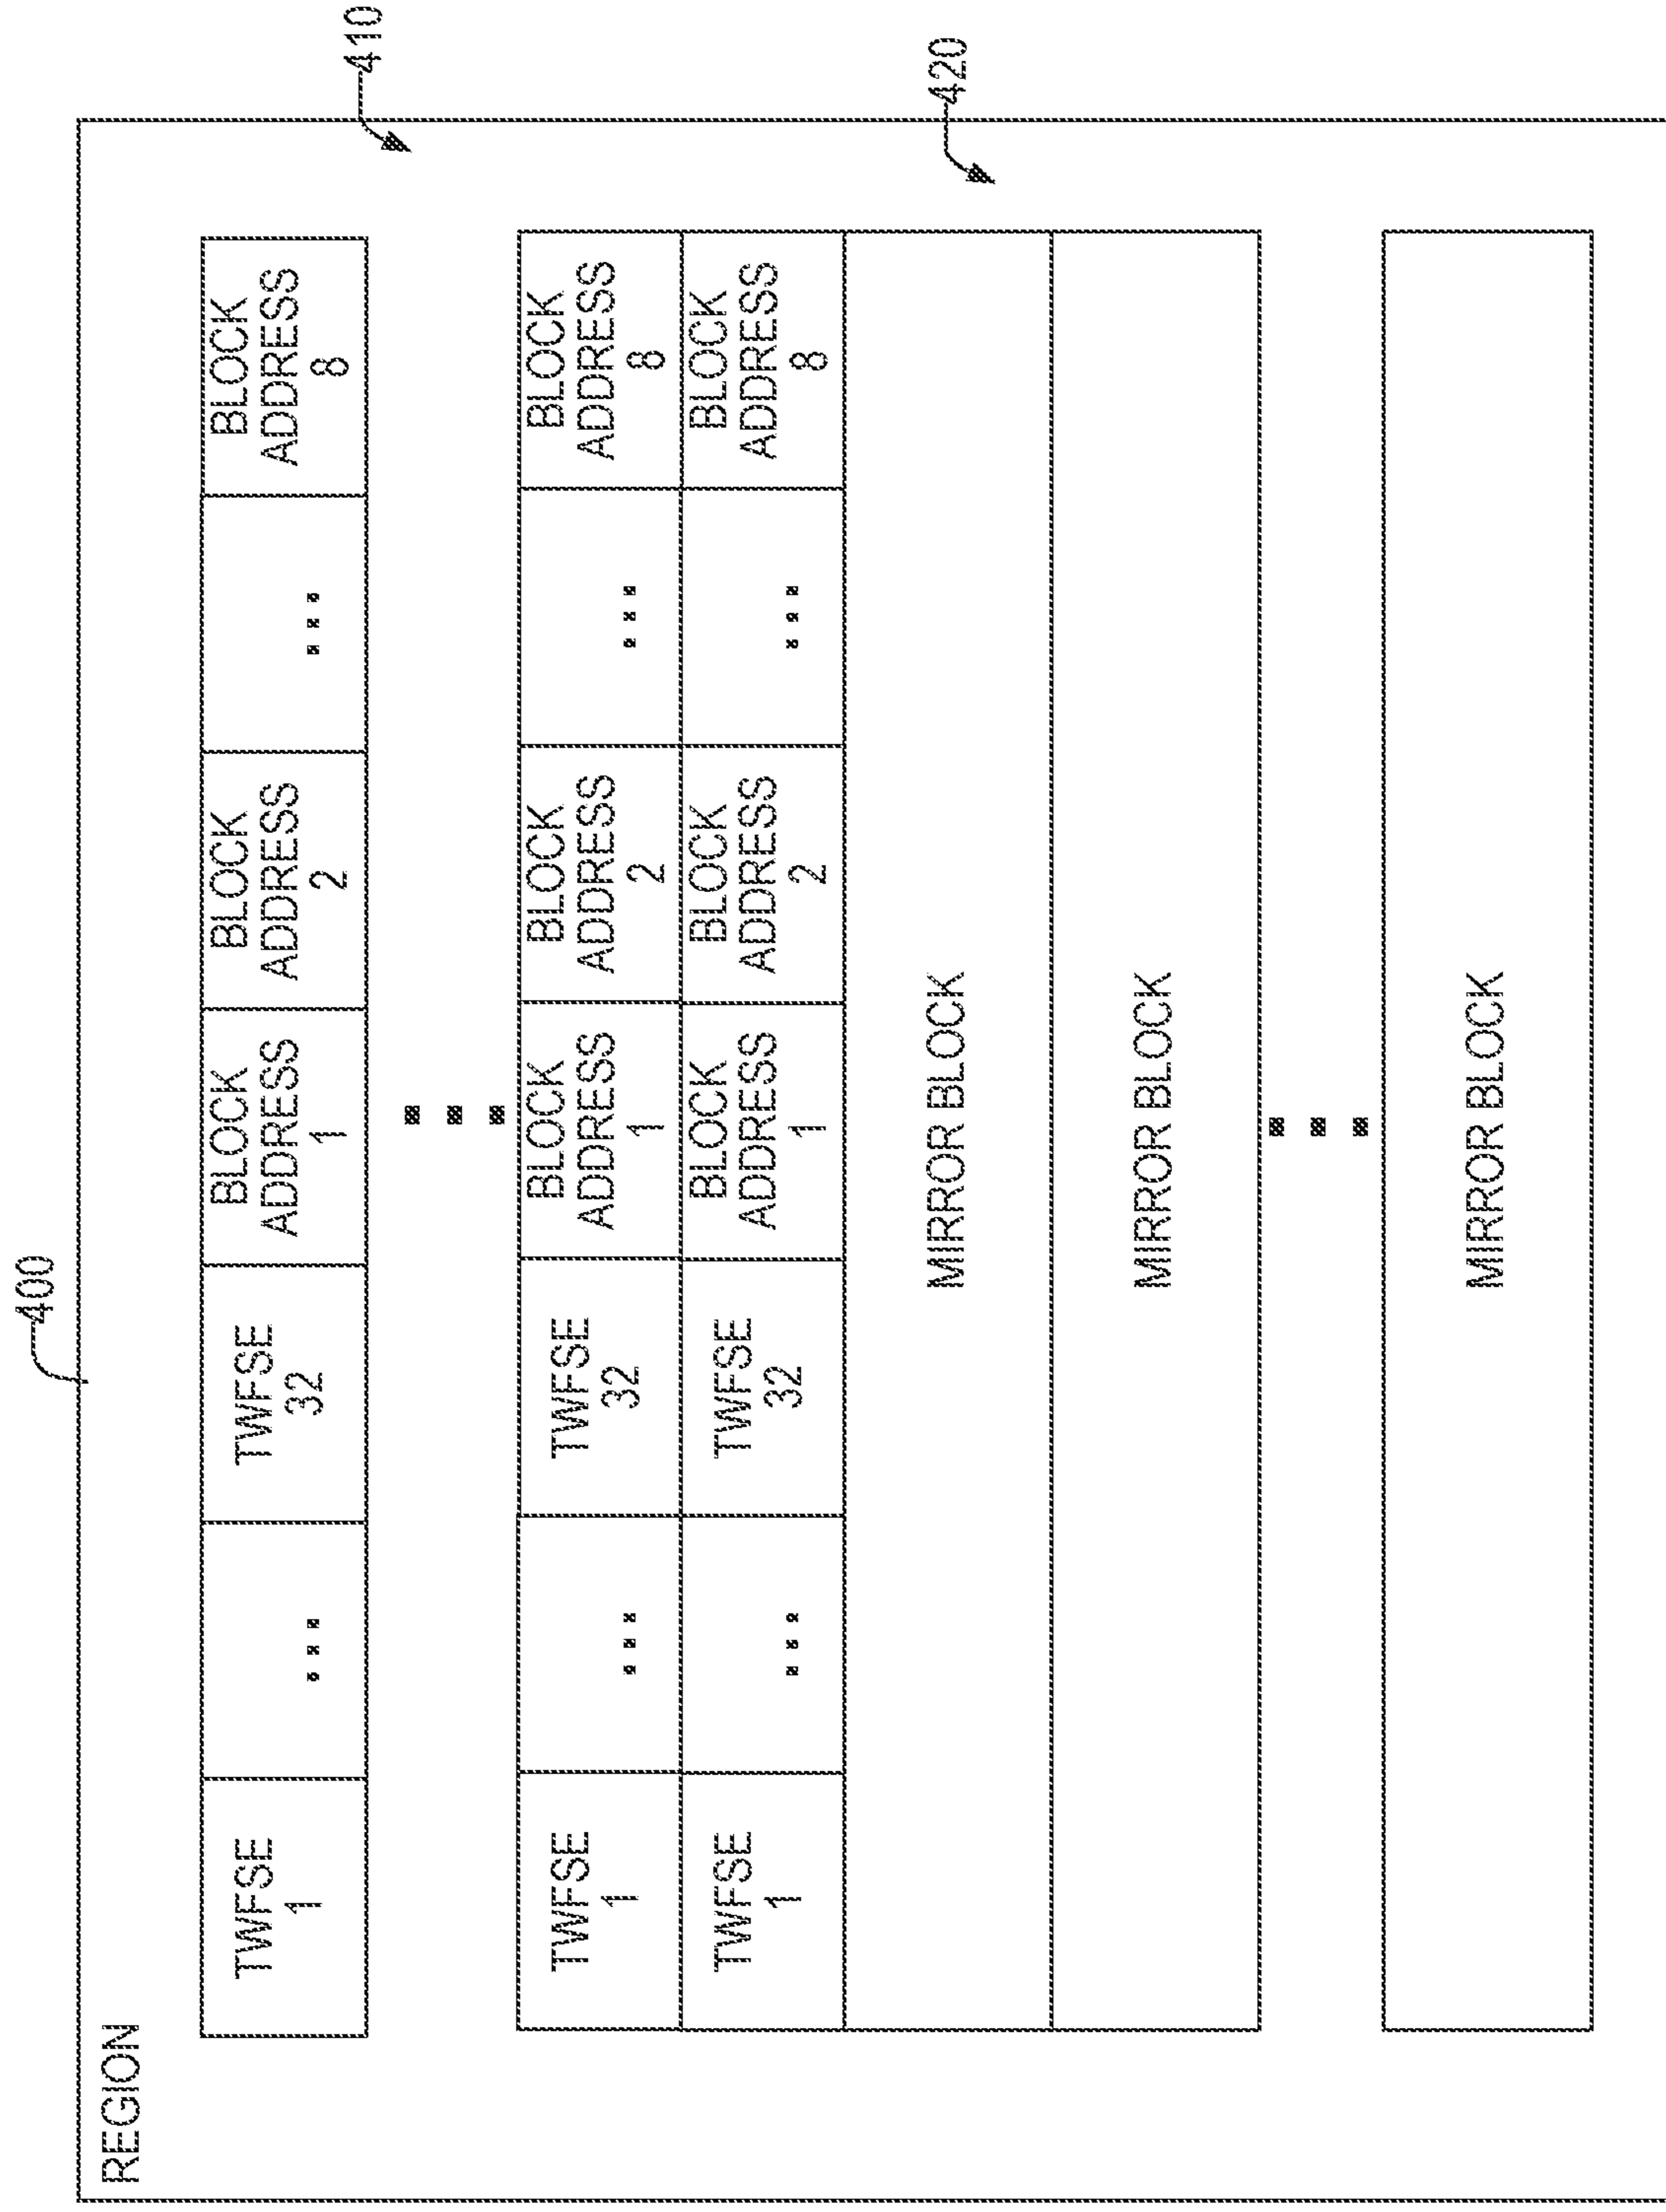 400
REGION
410
TWFSE
1
...
TWFSE
32
BLOCK
ADDRESS
1
BLOCK
ADDRESS
2
...
BLOCK
ADDRESS
8
TWFSE
1
...
TWFSE
32
BLOCK
ADDRESS
1
BLOCK
ADDRESS
2
...
BLOCK
ADDRESS
8
TWFSE
1
...
TWFSE
32
BLOCK
ADDRESS
1
BLOCK
ADDRESS
2
...
BLOCK
ADDRESS
8
420
MIRROR BLOCK
MIRROR BLOCK
MIRROR BLOCK